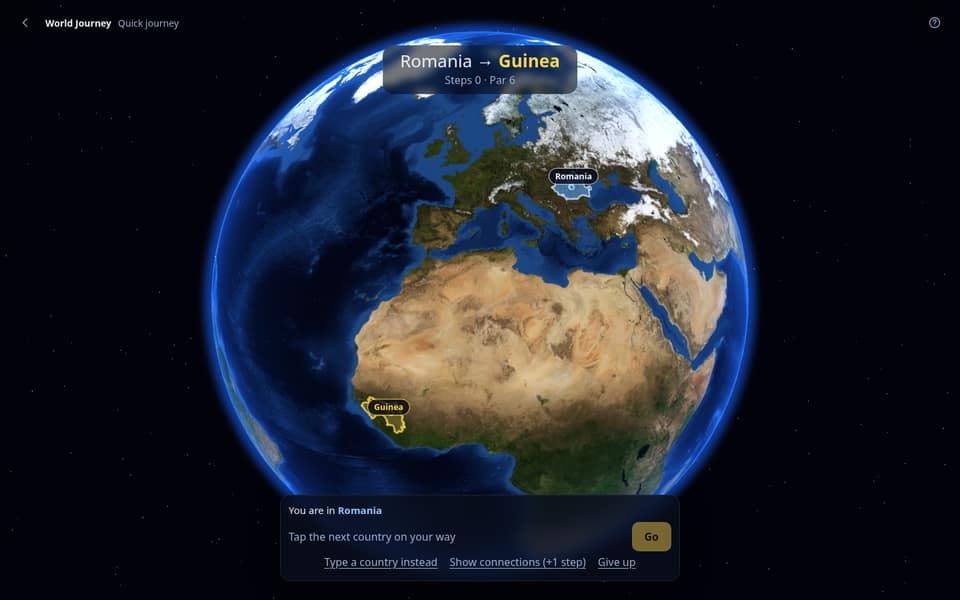 World Journey Quick journey
Romania → Guinea
Steps 0 · Par 6
Romania
Guinea
You are in Romania
Tap the next country on your way
Go
Type a country instead Show connections (+1 step) Give up